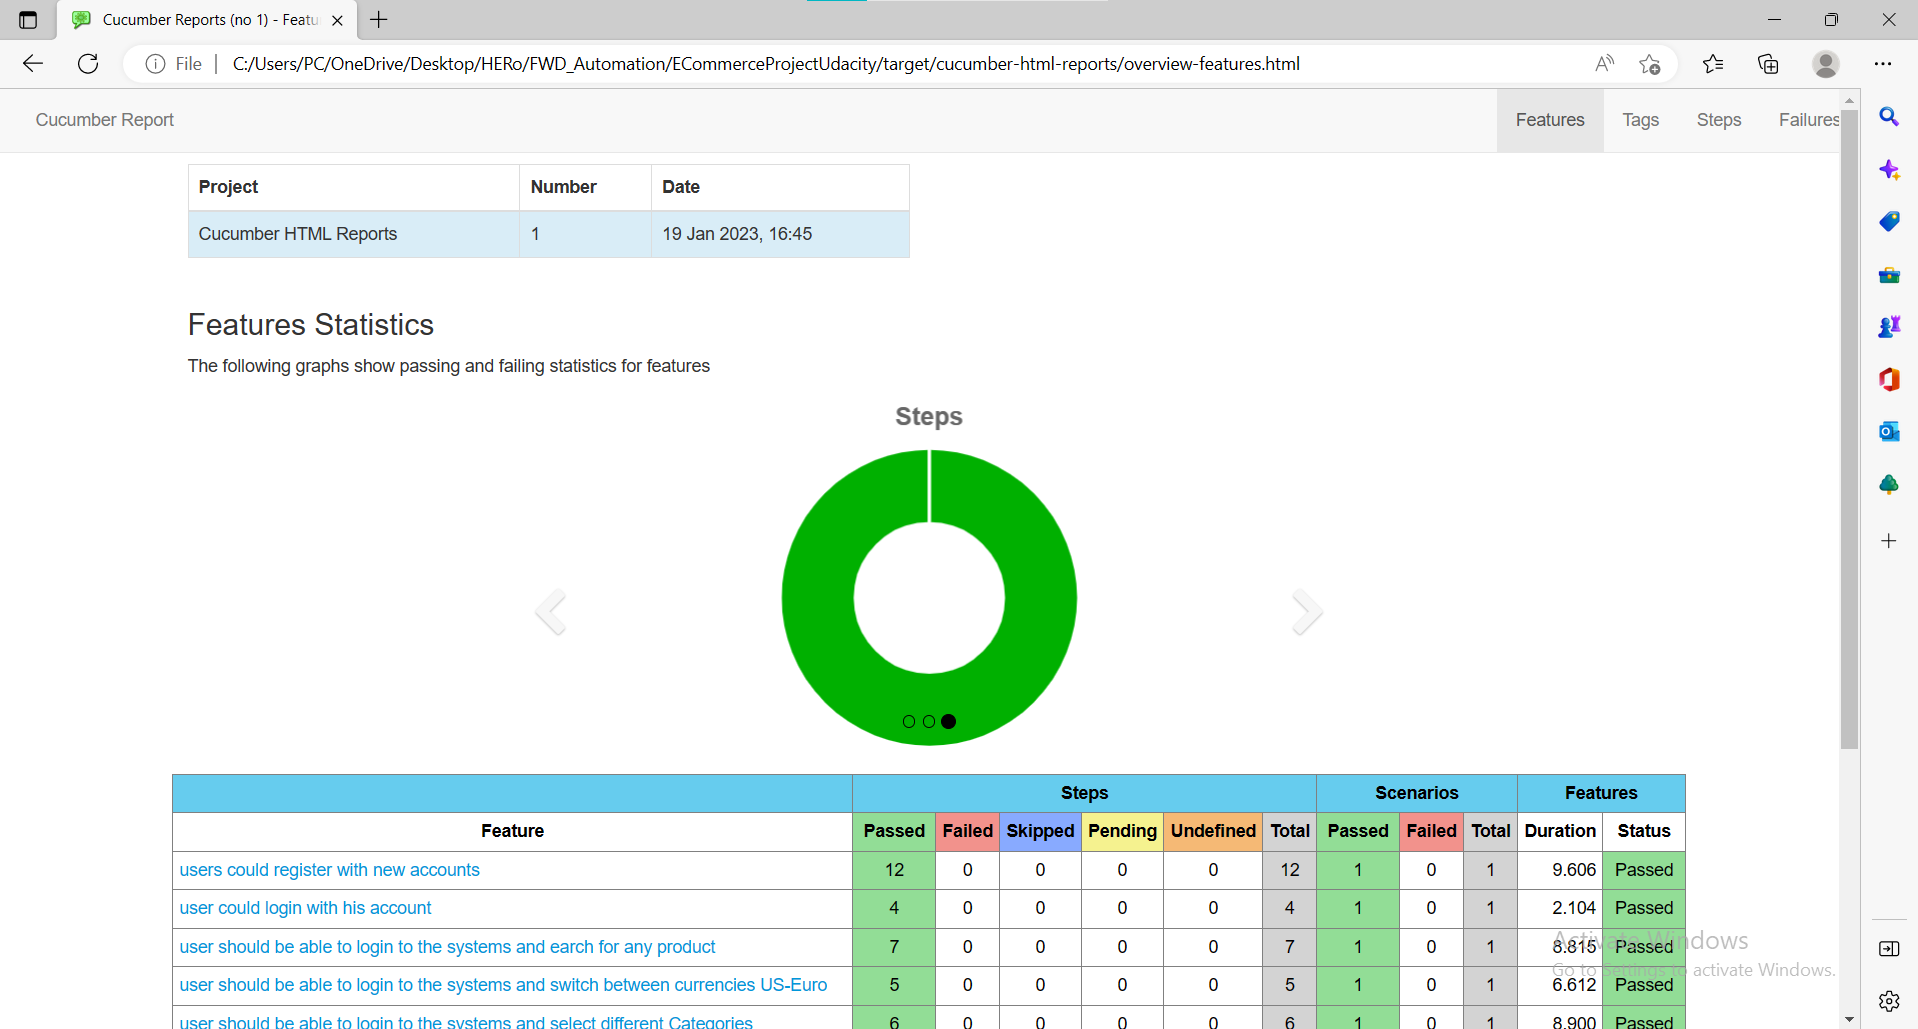 Cucumber Reports (no 1) - Featu
File
C:/Users/PC/OneDrive/Desktop/HERo/FWD_Automation/ECommerceProjectUdacity/target/cucumber-html-reports/overview-features.html
Cucumber Report Features Tags Steps Failures
Project Number Date
Cucumber HTML Reports 1 19 Jan 2023, 16:45
Features Statistics
The following graphs show passing and failing statistics for features
Steps
Steps Scenarios Features
Feature Passed Failed Skipped Pending Undefined Total Passed Failed Total Duration Status
users could register with new accounts 12 0 0 0 0 12 1 0 1 9.606 Passed
user could login with his account 4 0 0 0 0 4 1 0 1 2.104 Passed
user should be able to login to the systems and earch for any product 7 0 0 0 0 7 1 0 1 8.815 Passed
user should be able to login to the systems and switch between currencies US-Euro 5 0 0 0 0 5 1 0 1 6.612 Passed
user should be able to login to the systems and select different Categories 6 0 0 0 0 6 1 0 1 8.900 Passed
Activate Windows
Go to Settings to activate Windows.